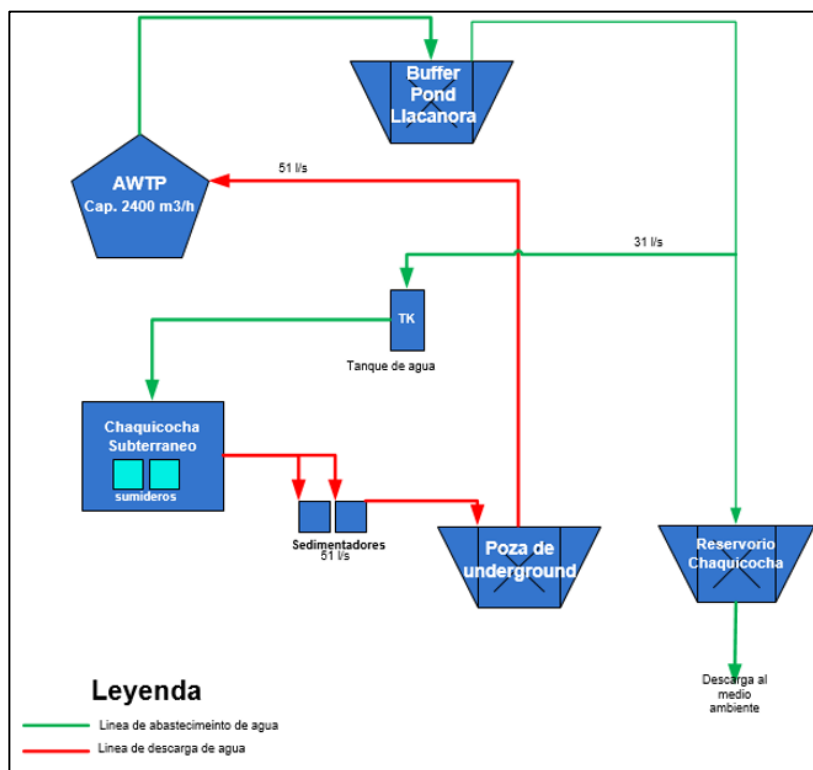 Buffer
Pond
Llacanora
AWTP
Cap. 2400 m3/h
51 l/s
31 l/s
TK
Tanque de agua
Chaquicocha
Subterraneo
sumideros
Sedimentadores
51 l/s
Poza de
underground
Reservorio
Chaquicocha
Descarga al
medio
ambiente
Leyenda
Linea de abastecimeinto de agua
Linea de descarga de agua